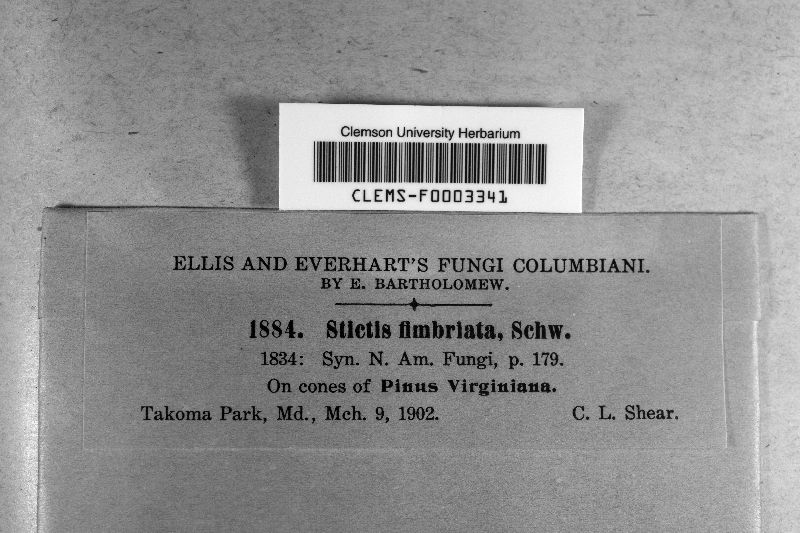 Clemson University Herbarium
CLEMS-F0003341
ELLIS AND EVERHART'S FUNGI COLUMBIANI.
BY E. BARTHOLOMEW.
1884. Stictis fimbriata, Schw.
1834: Syn. N. Am. Fungi, p. 179.
On cones of Pinus Virginiana.
Takoma Park, Md., Mch. 9, 1902. C. L. Shear.